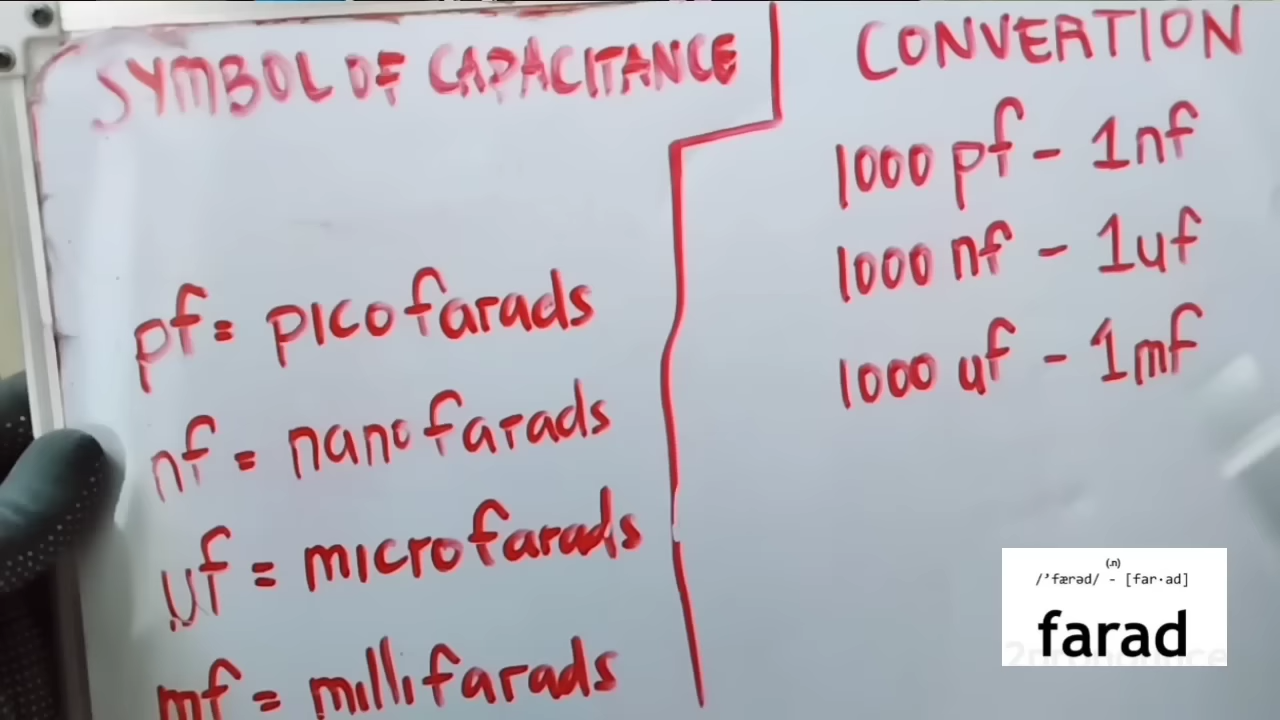 SYMBOL OF CAPACITANCE
pf = picofarads
nf = nanofarads
uf = microfarads
mf = millifarads
CONVERTION
1000 pf - 1nf
1000 nf - 1uf
1000 uf - 1mf
(.n)
/'færəd/ - [far·ad]
farad